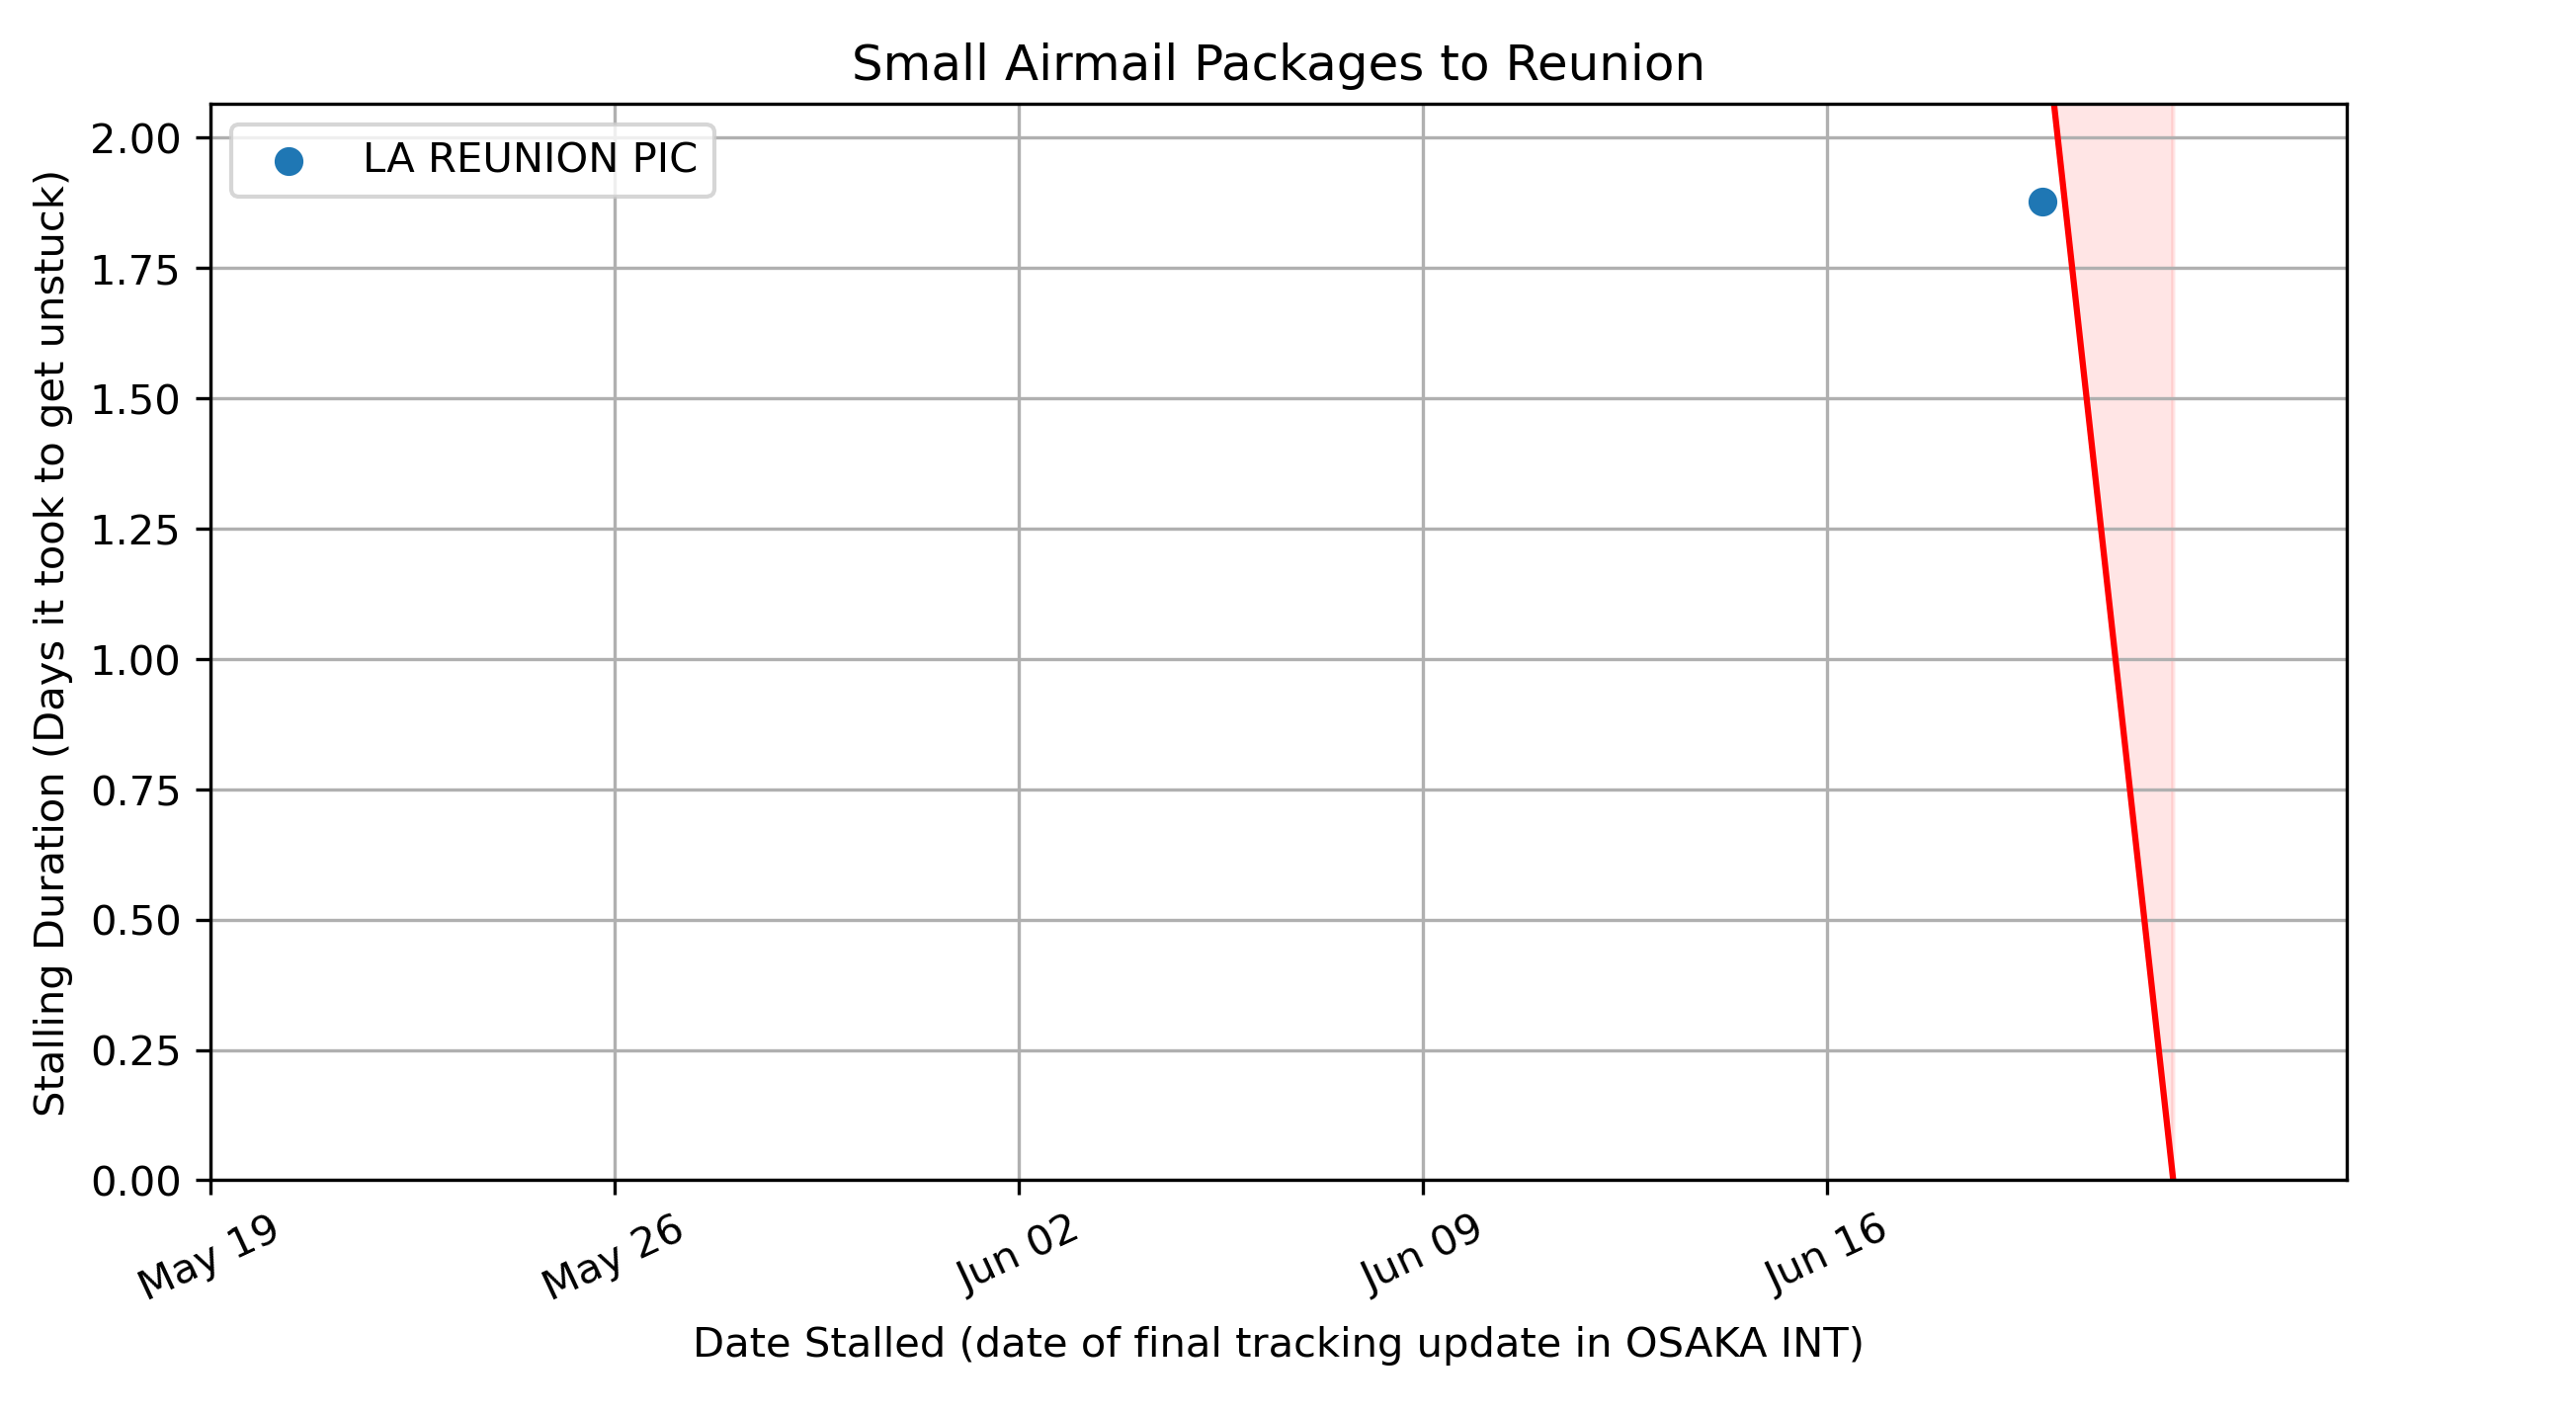 Small Airmail Packages to Reunion
LA REUNION PIC
Stalling Duration (Days it took to get unstuck)
2.00
1.75
1.50
1.25
1.00
0.75
0.50
0.25
0.00
May 19
May 26
Jun 02
Jun 09
Jun 16
Date Stalled (date of final tracking update in OSAKA INT)